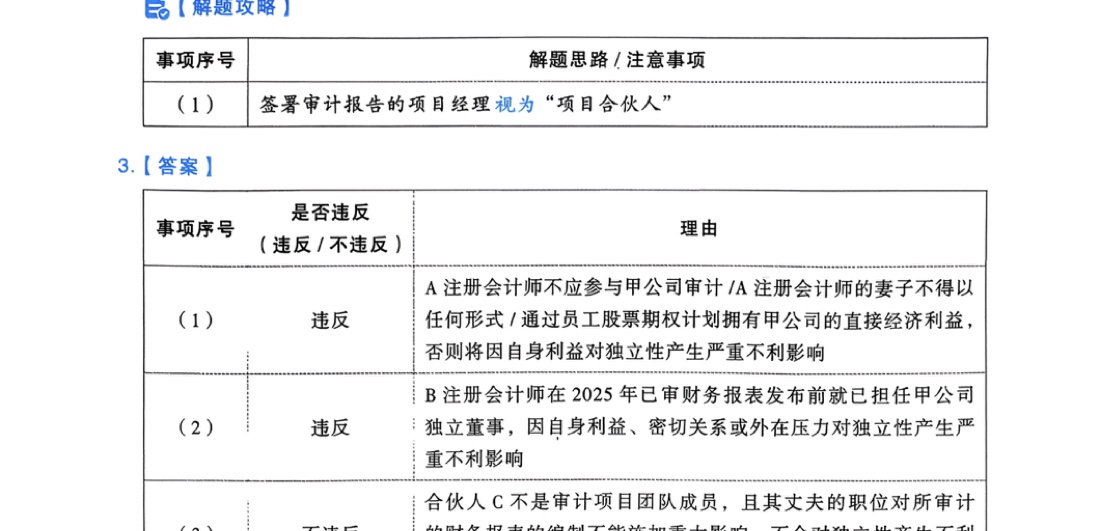 【解题攻略】
事项序号
解题思路/注意事项
（1）
签署审计报告的项目经理视为“项目合伙人”
3.【答案】
事项序号
是否违反
（违反/不违反）
理由
（1）
违反
A 注册会计师不应参与甲公司审计/A 注册会计师的妻子不得以
任何形式/通过员工股票期权计划拥有甲公司的直接经济利益，
否则将因自身利益对独立性产生严重不利影响
（2）
违反
B 注册会计师在 2025 年已审财务报表发布前就已担任甲公司
独立董事，因自身利益、密切关系或外在压力对独立性产生严
重不利影响
合伙人 C 不是审计项目团队成员，且其丈夫的职位对所审计